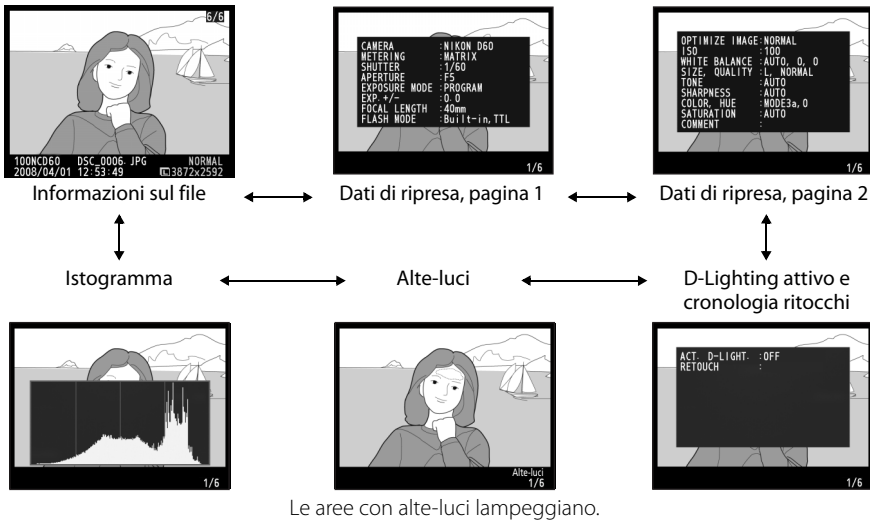 6/6
100NCD60 DSC_0006. JPG NORMAL
2008/04/01 12:53:49 L 3872x2592
CAMERA :NIKON D60
METERING :MATRIX
SHUTTER :1/60
APERTURE :F5
EXPOSURE MODE :PROGRAM
EXP.+/- :0.0
FOCAL LENGTH :40mm
FLASH MODE :Built-in,TTL
1/6
OPTIMIZE IMAGE:NORMAL
ISO :100
WHITE BALANCE :AUTO, 0, 0
SIZE, QUALITY :L, NORMAL
TONE :AUTO
SHARPNESS :AUTO
COLOR, HUE :MODE3a,0
SATURATION :AUTO
COMMENT :
1/6
Informazioni sul file
Dati di ripresa, pagina 1
Dati di ripresa, pagina 2
Istogramma
Alte-luci
D-Lighting attivo e
cronologia ritocchi
1/6
Alte-luci
1/6
ACT. D-LIGHT. :OFF
RETOUCH :
1/6
Le aree con alte-luci lampeggiano.